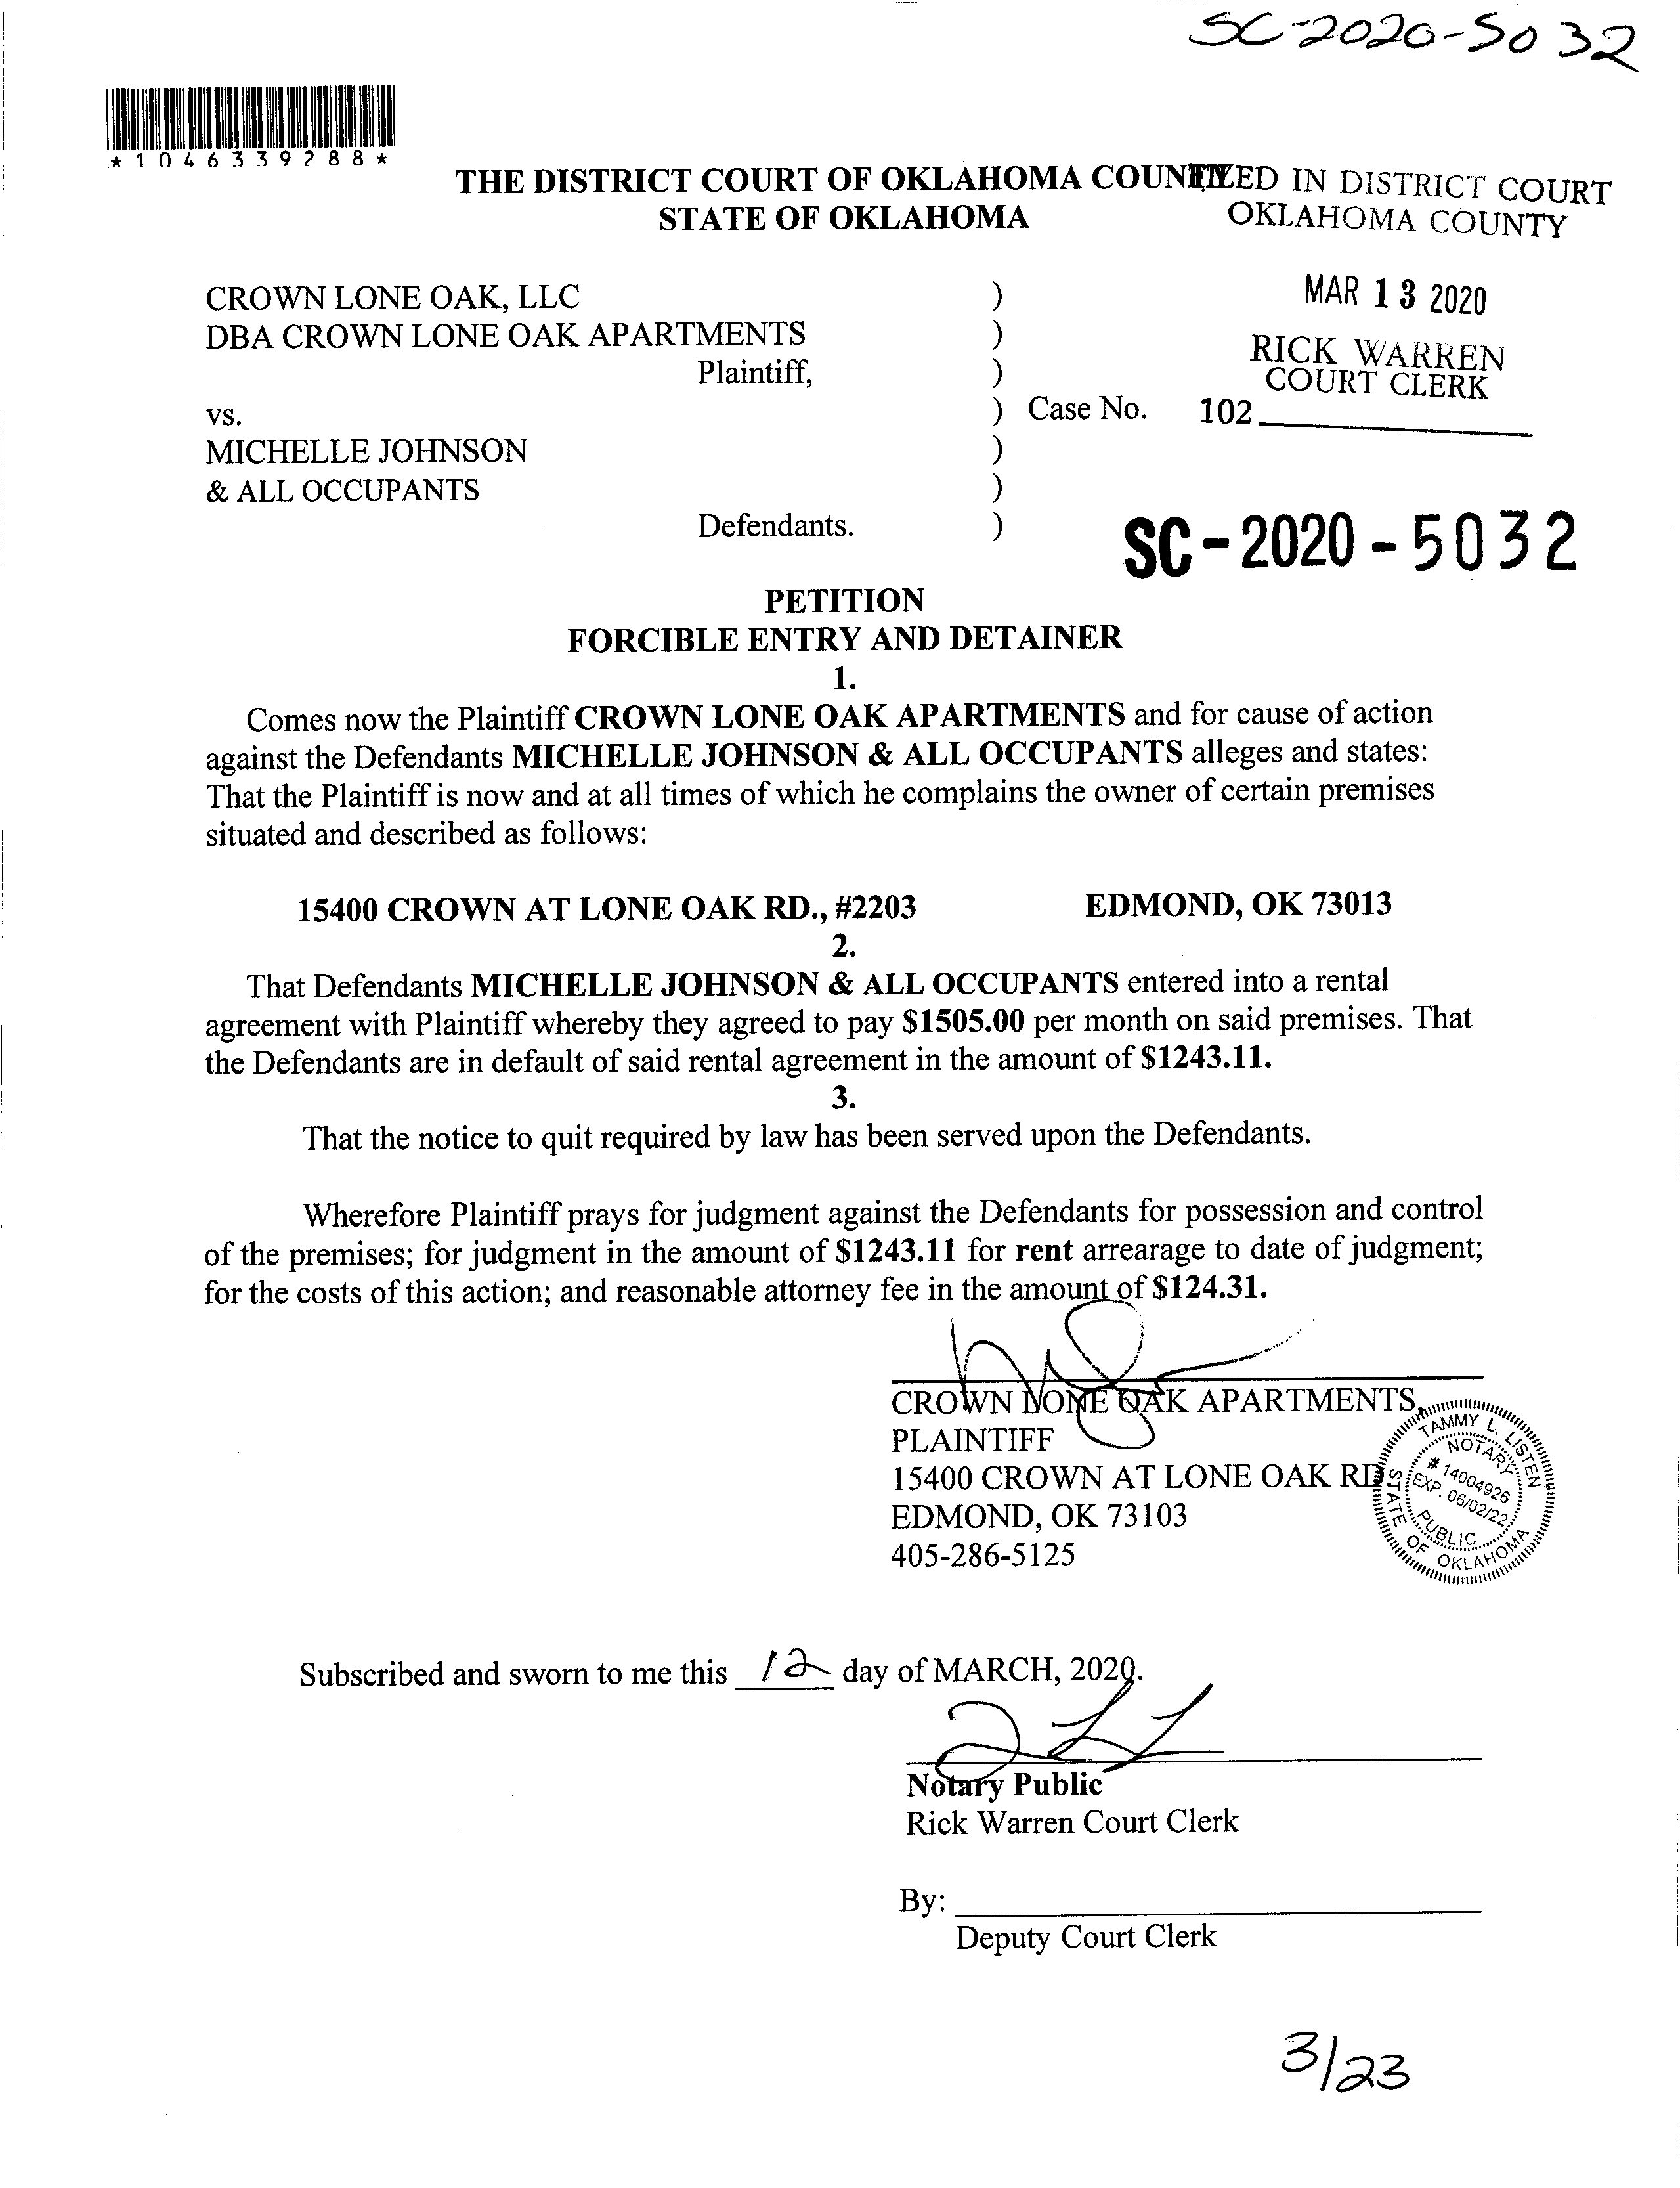 SC-2020-5032
*1046339288*
THE DISTRICT COURT OF OKLAHOMA COUNTY
STATE OF OKLAHOMA
FILED IN DISTRICT COURT
OKLAHOMA COUNTY
MAR 13 2020
RICK WARREN
COURT CLERK
102
CROWN LONE OAK, LLC )
DBA CROWN LONE OAK APARTMENTS )
Plaintiff, )
vs. ) Case No.
MICHELLE JOHNSON )
& ALL OCCUPANTS )
Defendants. )
SC-2020-5032
PETITION
FORCIBLE ENTRY AND DETAINER
1.
Comes now the Plaintiff CROWN LONE OAK APARTMENTS and for cause of action
against the Defendants MICHELLE JOHNSON & ALL OCCUPANTS alleges and states:
That the Plaintiff is now and at all times of which he complains the owner of certain premises
situated and described as follows:
15400 CROWN AT LONE OAK RD., #2203 EDMOND, OK 73013
2.
That Defendants MICHELLE JOHNSON & ALL OCCUPANTS entered into a rental
agreement with Plaintiff whereby they agreed to pay $1505.00 per month on said premises. That
the Defendants are in default of said rental agreement in the amount of $1243.11.
3.
That the notice to quit required by law has been served upon the Defendants.
Wherefore Plaintiff prays for judgment against the Defendants for possession and control
of the premises; for judgment in the amount of $1243.11 for rent arrearage to date of judgment;
for the costs of this action; and reasonable attorney fee in the amount of $124.31.
CROWN LONE OAK APARTMENTS,
PLAINTIFF
15400 CROWN AT LONE OAK RD
EDMOND, OK 73103
405-286-5125
TAMMY L. LISTEN
NOTARY
# 14004926
EXP. 06/02/22
PUBLIC
STATE OF OKLAHOMA
Subscribed and sworn to me this 12 day of MARCH, 2020.
Notary Public
Rick Warren Court Clerk
By:
Deputy Court Clerk
3/23